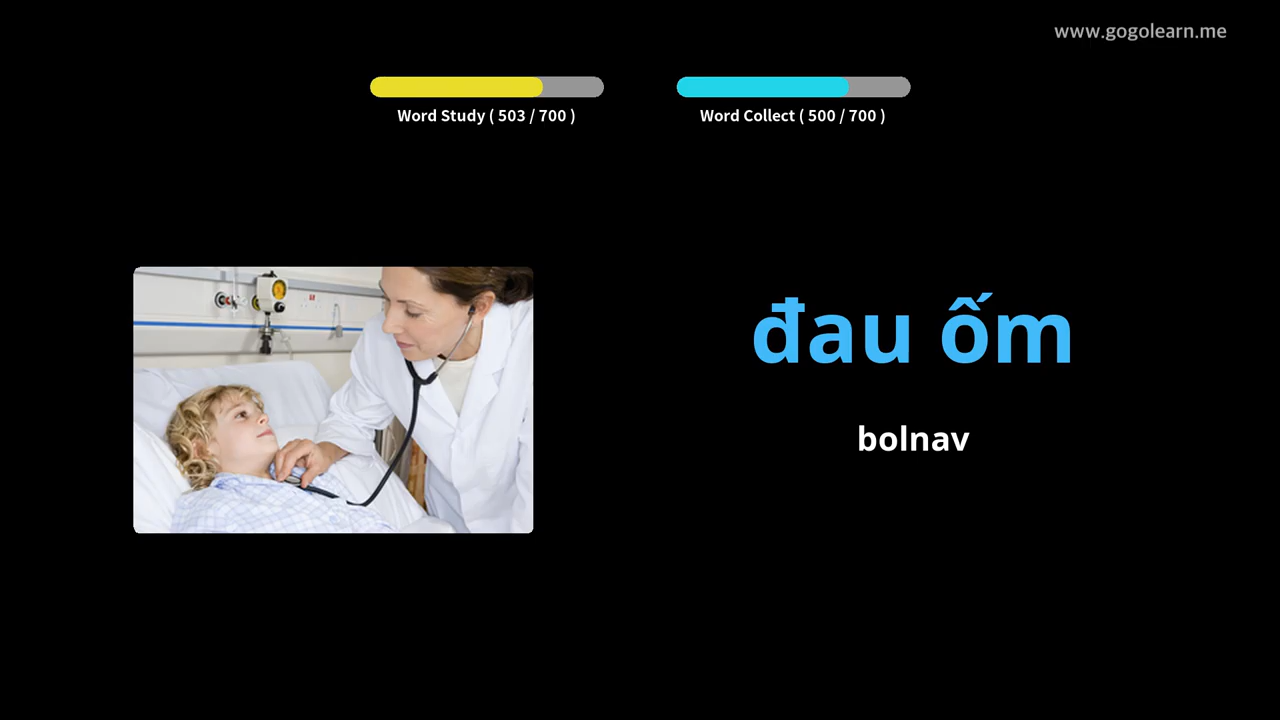 www.gogolearn.me
Word Study ( 503 / 700 )
Word Collect ( 500 / 700 )
đau ốm
bolnav